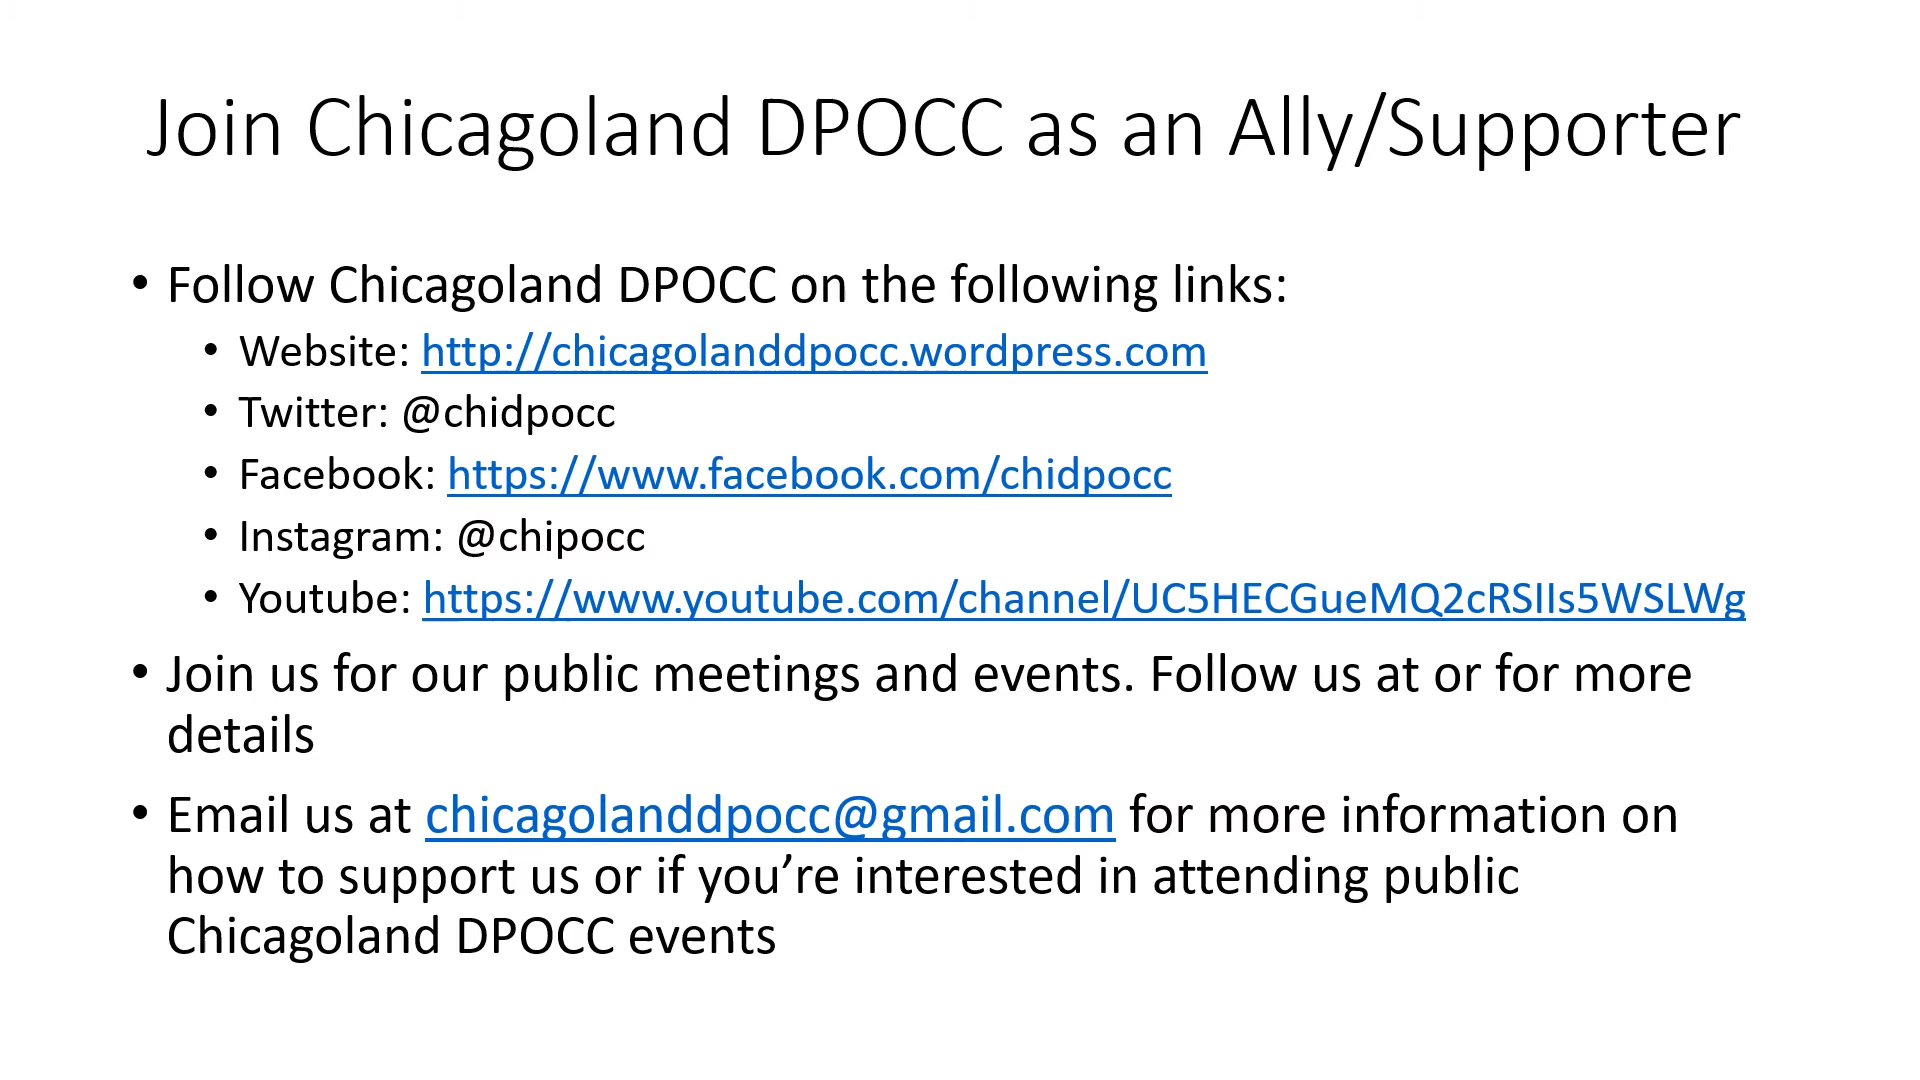 Join Chicagoland DPOCC as an Ally/Supporter
• Follow Chicagoland DPOCC on the following links:
• Website: http://chicagolanddpocc.wordpress.com
• Twitter: @chidpocc
• Facebook: https://www.facebook.com/chidpocc
• Instagram: @chipocc
• Youtube: https://www.youtube.com/channel/UC5HECGueMQ2cRSIIs5WSLWg
• Join us for our public meetings and events. Follow us at or for more
details
• Email us at chicagolanddpocc@gmail.com for more information on
how to support us or if you’re interested in attending public
Chicagoland DPOCC events